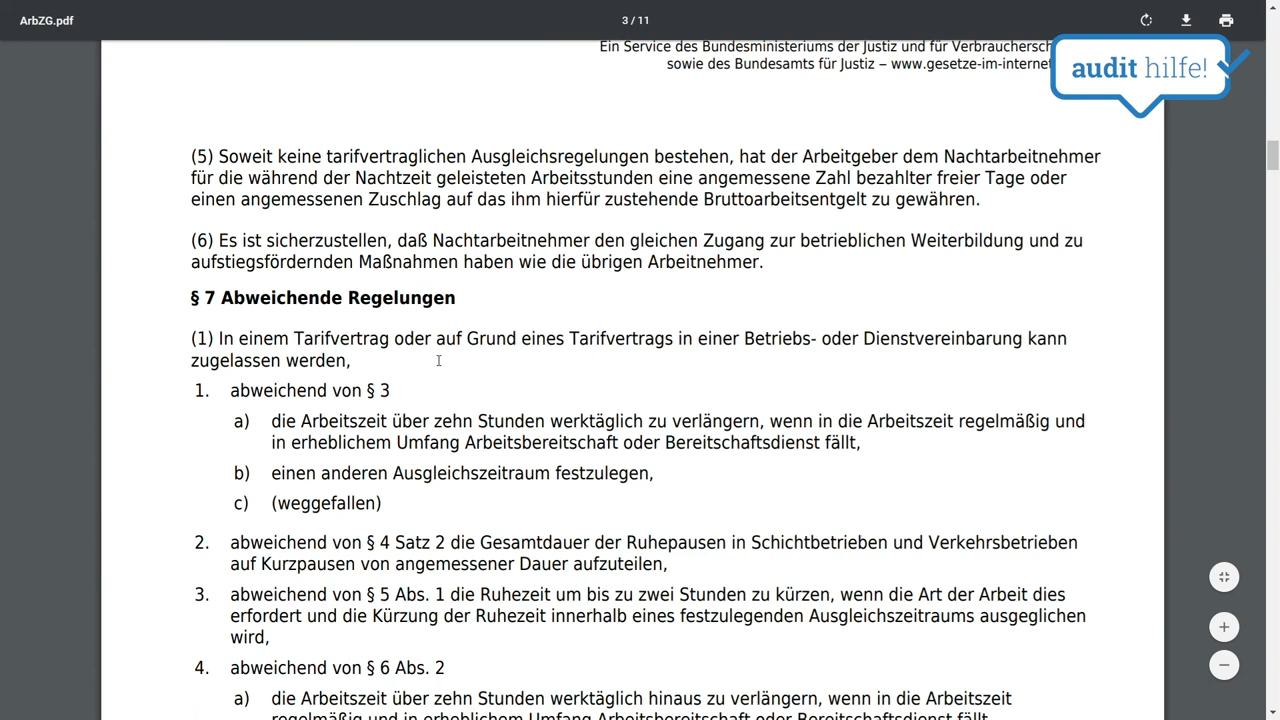 ArbZG.pdf
3 / 11
Ein Service des Bundesministeriums der Justiz und für
sowie des Bundesamts für Justiz – www.gesetze-im-internet
audit hilfe!
(5) Soweit keine tarifvertraglichen Ausgleichsregelungen bestehen, hat der Arbeitgeber dem Nachtarbeitnehmer
für die während der Nachtzeit geleisteten Arbeitsstunden eine angemessene Zahl bezahlter freier Tage oder
einen angemessenen Zuschlag auf das ihm hierfür zustehende Bruttoarbeitsentgelt zu gewähren.
(6) Es ist sicherzustellen, daß Nachtarbeitnehmer den gleichen Zugang zur betrieblichen Weiterbildung und zu
aufstiegsfördernden Maßnahmen haben wie die übrigen Arbeitnehmer.
§ 7 Abweichende Regelungen
(1) In einem Tarifvertrag oder auf Grund eines Tarifvertrags in einer Betriebs- oder Dienstvereinbarung kann
zugelassen werden,
1. abweichend von § 3
a) die Arbeitszeit über zehn Stunden werktäglich zu verlängern, wenn in die Arbeitszeit regelmäßig und
in erheblichem Umfang Arbeitsbereitschaft oder Bereitschaftsdienst fällt,
b) einen anderen Ausgleichszeitraum festzulegen,
c) (weggefallen)
2. abweichend von § 4 Satz 2 die Gesamtdauer der Ruhepausen in Schichtbetrieben und Verkehrsbetrieben
auf Kurzpausen von angemessener Dauer aufzuteilen,
3. abweichend von § 5 Abs. 1 die Ruhezeit um bis zu zwei Stunden zu kürzen, wenn die Art der Arbeit dies
erfordert und die Kürzung der Ruhezeit innerhalb eines festzulegenden Ausgleichszeitraums ausgeglichen
wird,
4. abweichend von § 6 Abs. 2
a) die Arbeitszeit über zehn Stunden werktäglich hinaus zu verlängern, wenn in die Arbeitszeit
regelmäßig und in erheblichem Umfang Arbeitsbereitschaft oder Bereitschaftsdienst fällt,